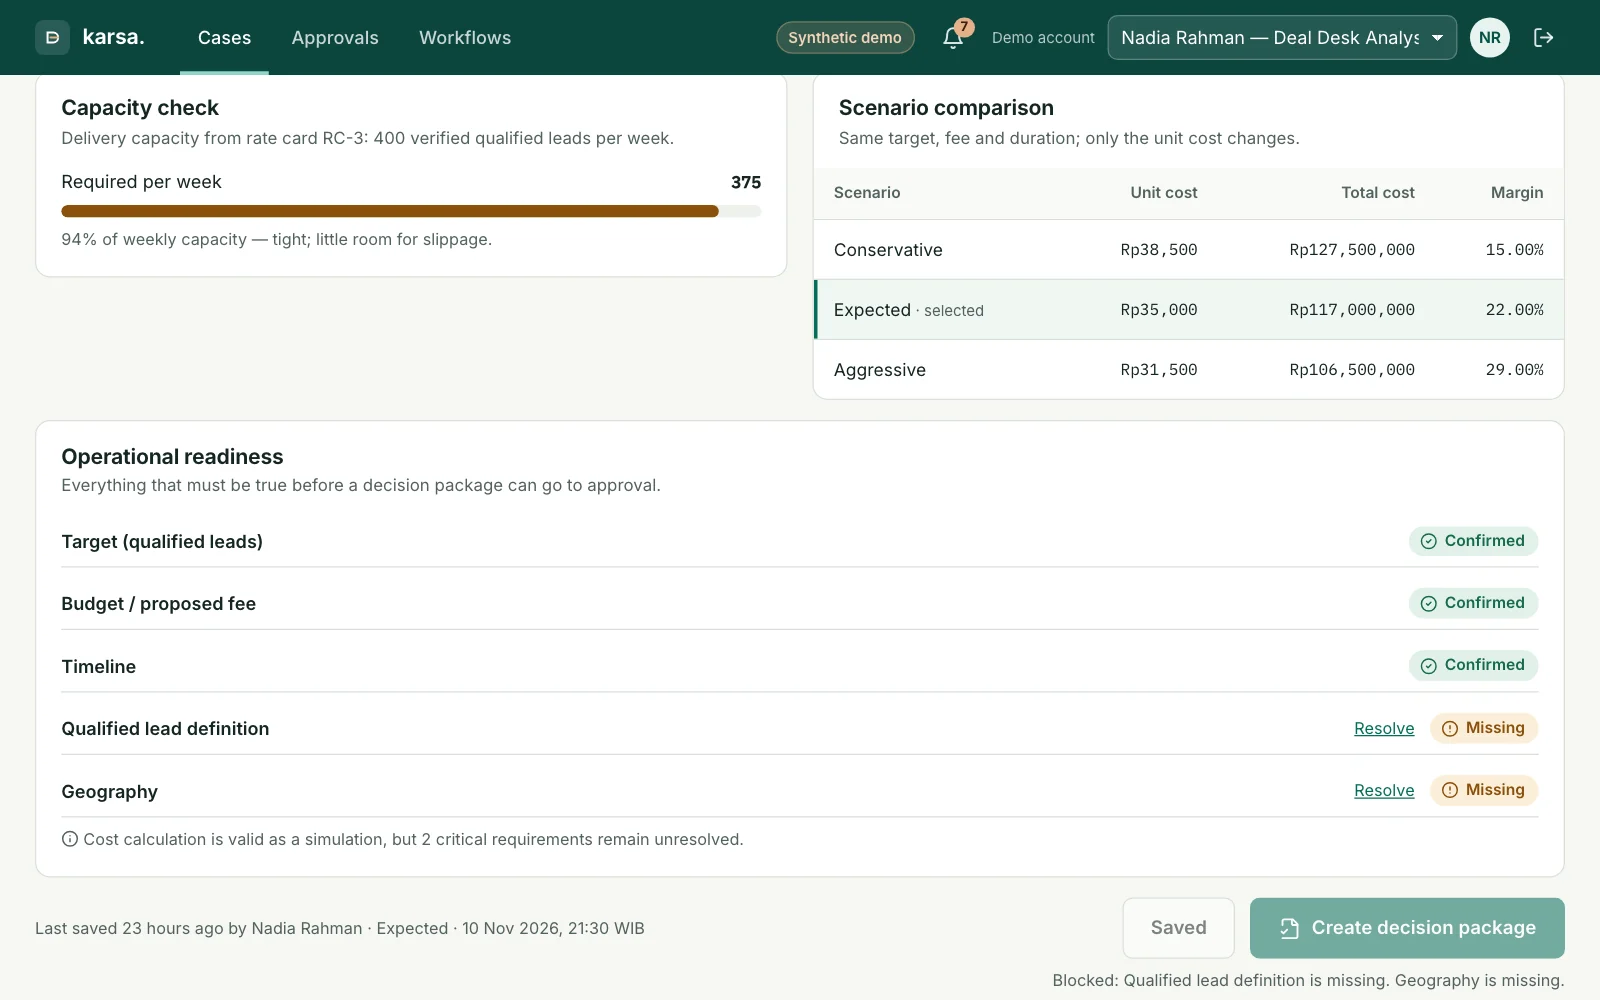 karsa.
Cases
Approvals
Workflows
Synthetic demo
7
Demo account
Nadia Rahman — Deal Desk Analys
NR
Capacity check
Delivery capacity from rate card RC-3: 400 verified qualified leads per week.
Required per week 375
94% of weekly capacity — tight; little room for slippage.
Scenario comparison
Same target, fee and duration; only the unit cost changes.
Scenario Unit cost Total cost Margin
Conservative Rp38,500 Rp127,500,000 15.00%
Expected · selected Rp35,000 Rp117,000,000 22.00%
Aggressive Rp31,500 Rp106,500,000 29.00%
Operational readiness
Everything that must be true before a decision package can go to approval.
Target (qualified leads) Confirmed
Budget / proposed fee Confirmed
Timeline Confirmed
Qualified lead definition Resolve Missing
Geography Resolve Missing
Cost calculation is valid as a simulation, but 2 critical requirements remain unresolved.
Last saved 23 hours ago by Nadia Rahman · Expected · 10 Nov 2026, 21:30 WIB
Saved
Create decision package
Blocked: Qualified lead definition is missing. Geography is missing.